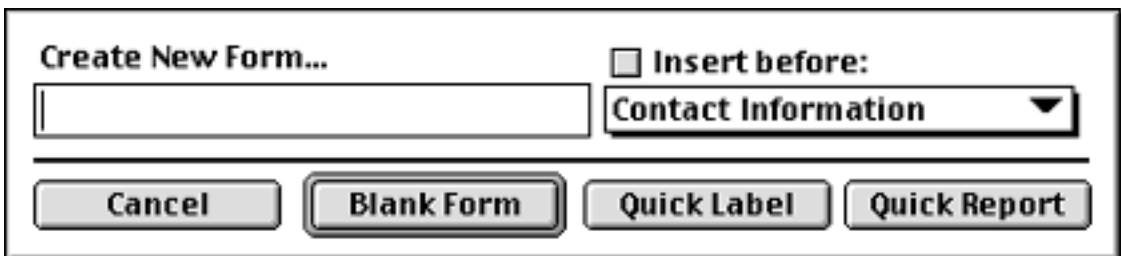 Create New Form...
Insert before:
Contact Information
Cancel
Blank Form
Quick Label
Quick Report